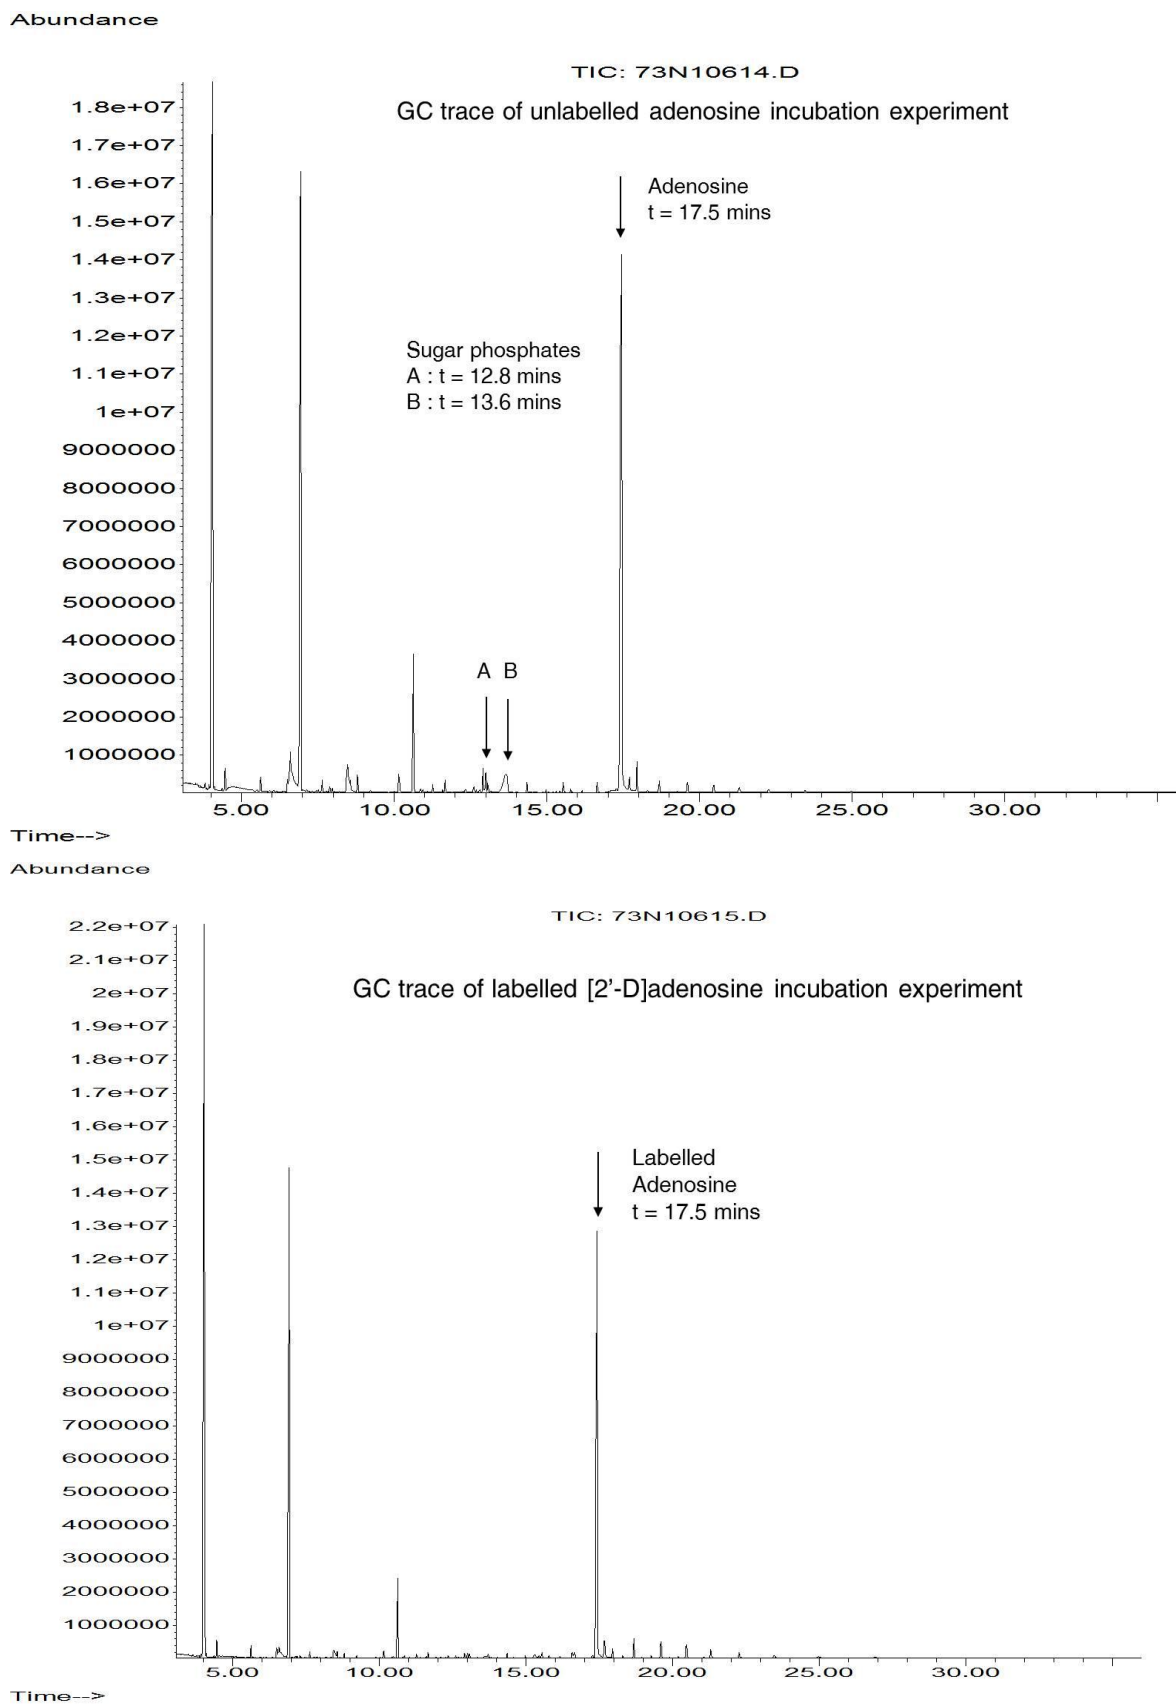 Abundance
TIC: 73N10614.D
GC trace of unlabelled adenosine incubation experiment
1.8e+07
1.7e+07
1.6e+07
Adenosine
t = 17.5 mins
1.5e+07
1.4e+07
1.3e+07
1.2e+07
Sugar phosphates
A : t = 12.8 mins
B : t = 13.6 mins
1.1e+07
1e+07
9000000
8000000
7000000
6000000
5000000
4000000
3000000
A B
2000000
1000000
5.00 10.00 15.00 20.00 25.00 30.00
Time-->
Abundance
TIC: 73N10615.D
2.2e+07
2.1e+07
GC trace of labelled [2’-D]adenosine incubation experiment
2e+07
1.9e+07
1.8e+07
1.7e+07
1.6e+07
1.5e+07
Labelled
Adenosine
t = 17.5 mins
1.4e+07
1.3e+07
1.2e+07
1.1e+07
1e+07
9000000
8000000
7000000
6000000
5000000
4000000
3000000
2000000
1000000
5.00 10.00 15.00 20.00 25.00 30.00
Time-->